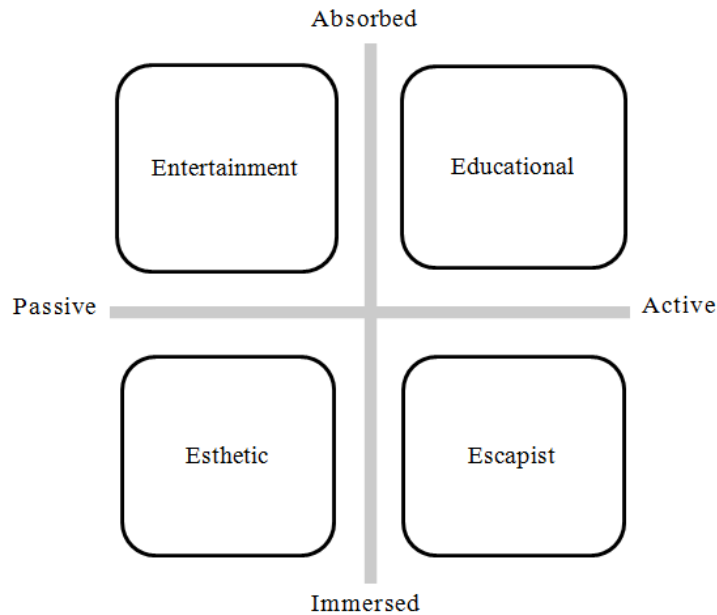 Absorbed
Entertainment
Educational
Passive
Active
Esthetic
Escapist
Immersed